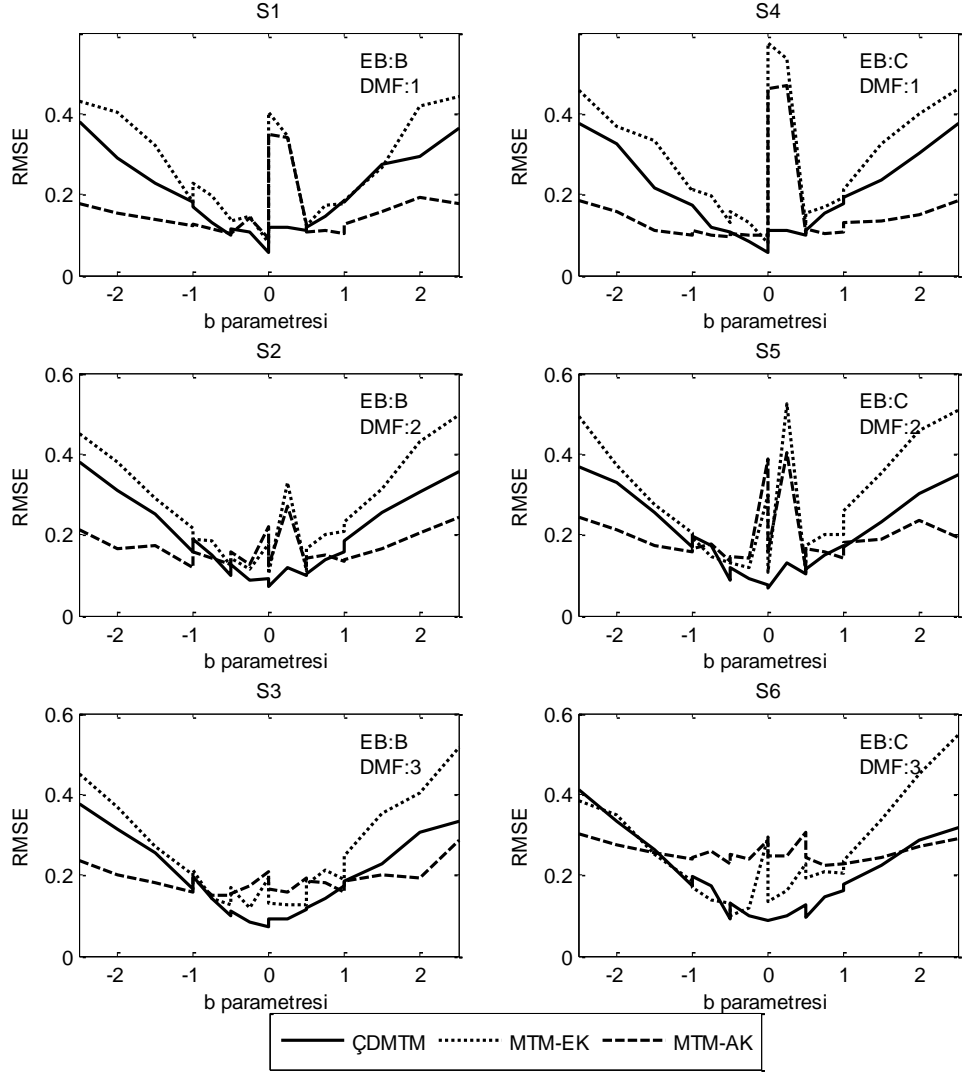 S1
EB:B
DMF:1
RMSE
0.4
0.2
0
-2 -1 0 1 2
b parametresi
S4
EB:C
DMF:1
RMSE
0.4
0.2
0
-2 -1 0 1 2
b parametresi
S2
EB:B
DMF:2
RMSE
0.6
0.4
0.2
0
-2 -1 0 1 2
b parametresi
S5
EB:C
DMF:2
RMSE
0.6
0.4
0.2
0
-2 -1 0 1 2
b parametresi
S3
EB:B
DMF:3
RMSE
0.6
0.4
0.2
0
-2 -1 0 1 2
b parametresi
S6
EB:C
DMF:3
RMSE
0.6
0.4
0.2
0
-2 -1 0 1 2
b parametresi
ÇDMTM MTM-EK MTM-AK